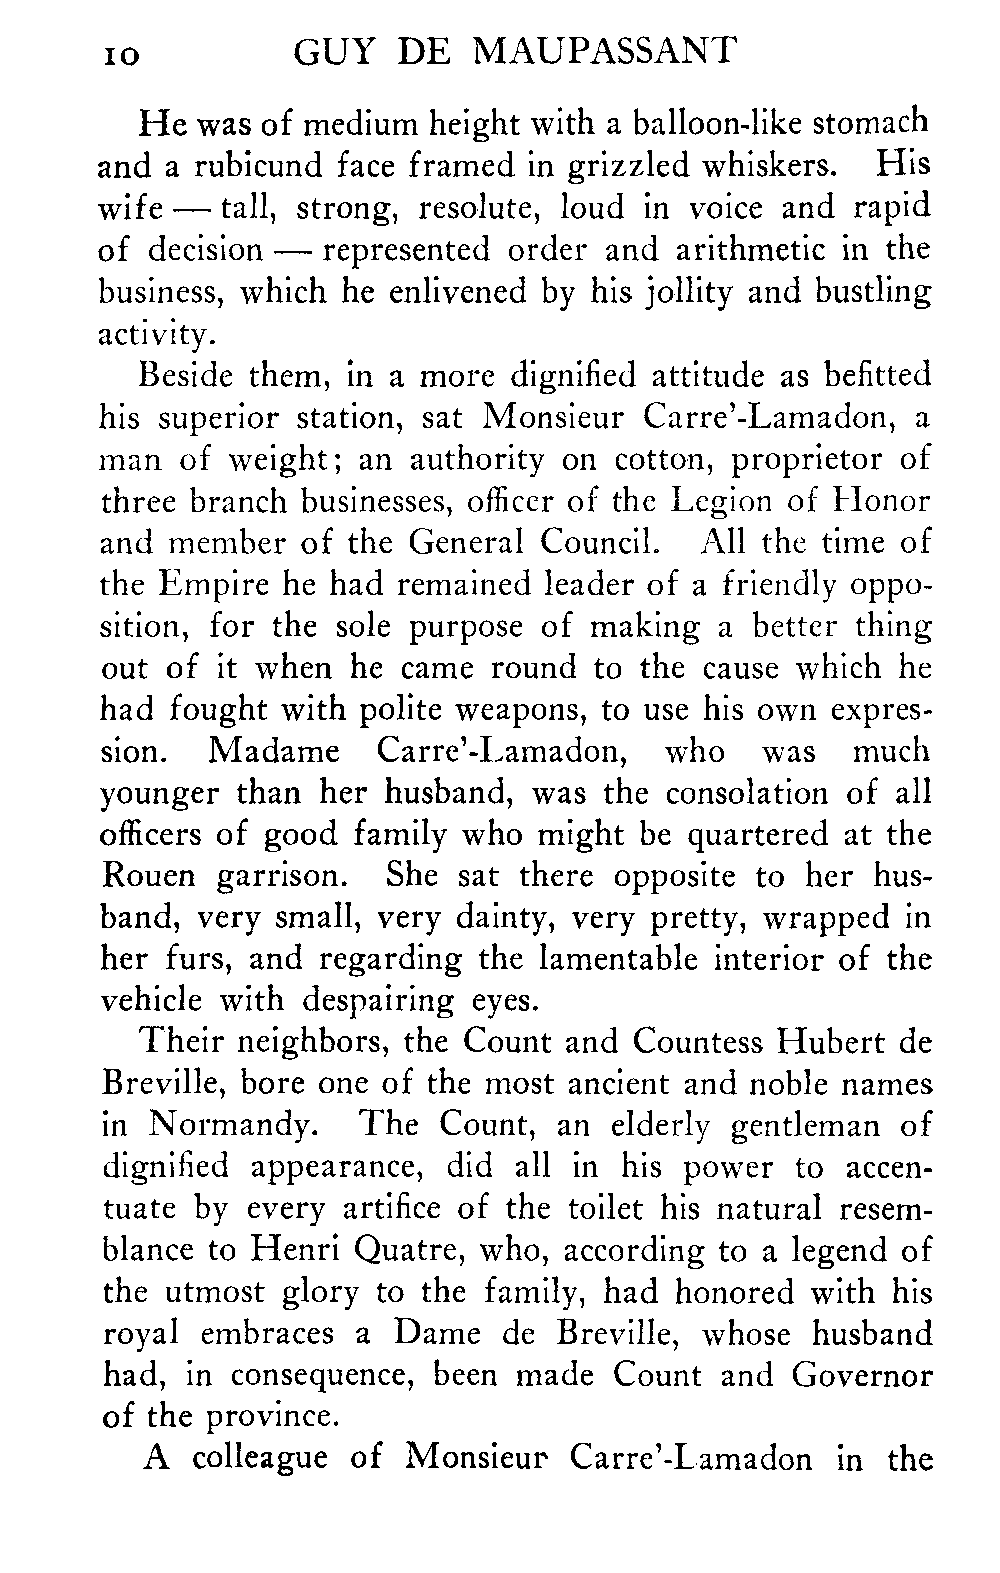 10 GUY DE MAUPASSANT
He was of medium height with a balloon-like stomach
and a rubicund face framed in grizzled whiskers. His
wife — tall, strong, resolute, loud in voice and rapid
of decision — represented order and arithmetic in the
business, which he enlivened by his jollity and bustling
activity.
Beside them, in a more dignified attitude as befitted
his superior station, sat Monsieur Carre'-Lamadon, a
man of weight; an authority on cotton, proprietor of
three branch businesses, officer of the Legion of Honor
and member of the General Council. All the time of
the Empire he had remained leader of a friendly oppo-
sition, for the sole purpose of making a better thing
out of it when he came round to the cause which he
had fought with polite weapons, to use his own expres-
sion. Madame Carre'-Lamadon, who was much
younger than her husband, was the consolation of all
officers of good family who might be quartered at the
Rouen garrison. She sat there opposite to her hus-
band, very small, very dainty, very pretty, wrapped in
her furs, and regarding the lamentable interior of the
vehicle with despairing eyes.
Their neighbors, the Count and Countess Hubert de
Breville, bore one of the most ancient and noble names
in Normandy. The Count, an elderly gentleman of
dignified appearance, did all in his power to accen-
tuate by every artifice of the toilet his natural resem-
blance to Henri Quatre, who, according to a legend of
the utmost glory to the family, had honored with his
royal embraces a Dame de Breville, whose husband
had, in consequence, been made Count and Governor
of the province.
A colleague of Monsieur Carre'-Lamadon in the